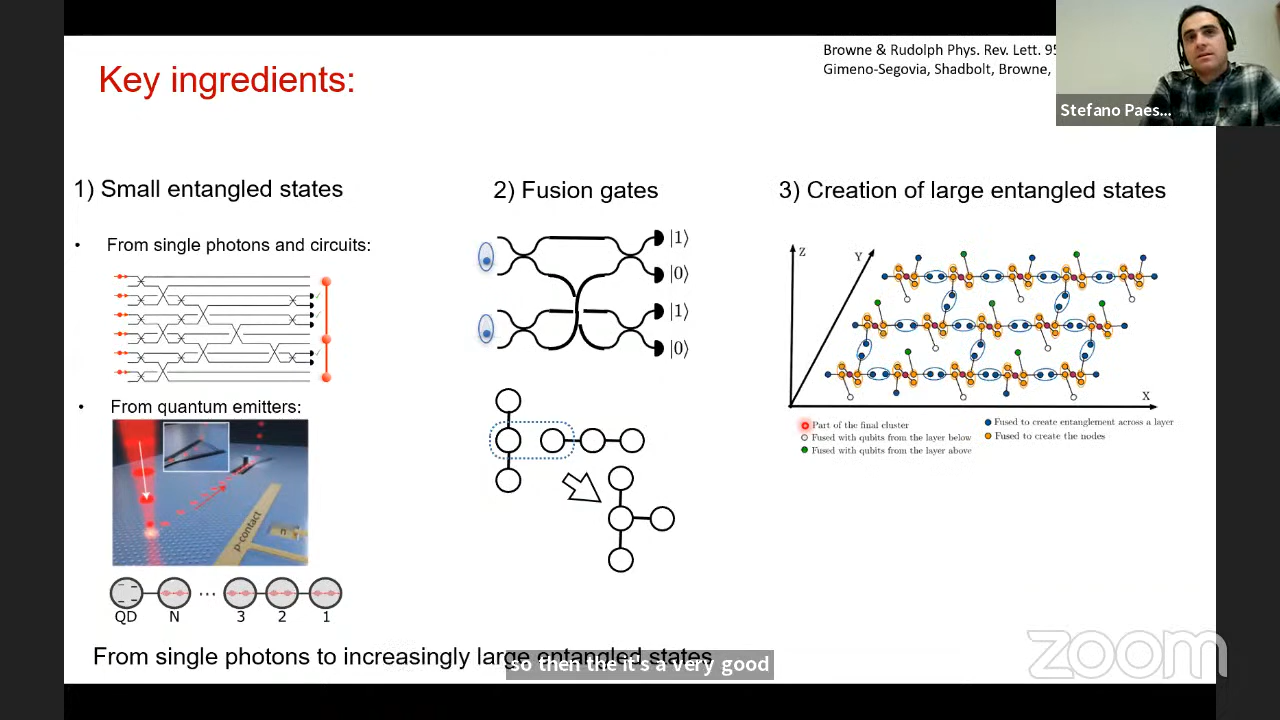 Key ingredients:
Browne & Rudolph Phys. Rev. Lett. 95
Gimeno-Segovia, Shadbolt, Browne,
Stefano Paes...
1) Small entangled states
• From single photons and circuits:
• From quantum emitters:
p-contact
n
QD N ... 3 2 1
2) Fusion gates
|1⟩
|0⟩
|1⟩
|0⟩
3) Creation of large entangled states
Z
Y
X
Part of the final cluster
Fused with qubits from the layer below
Fused with qubits from the layer above
Fused to create entanglement across a layer
Fused to create the nodes
From single photons to increasingly large entangled states
so then the it's a very good
zoom